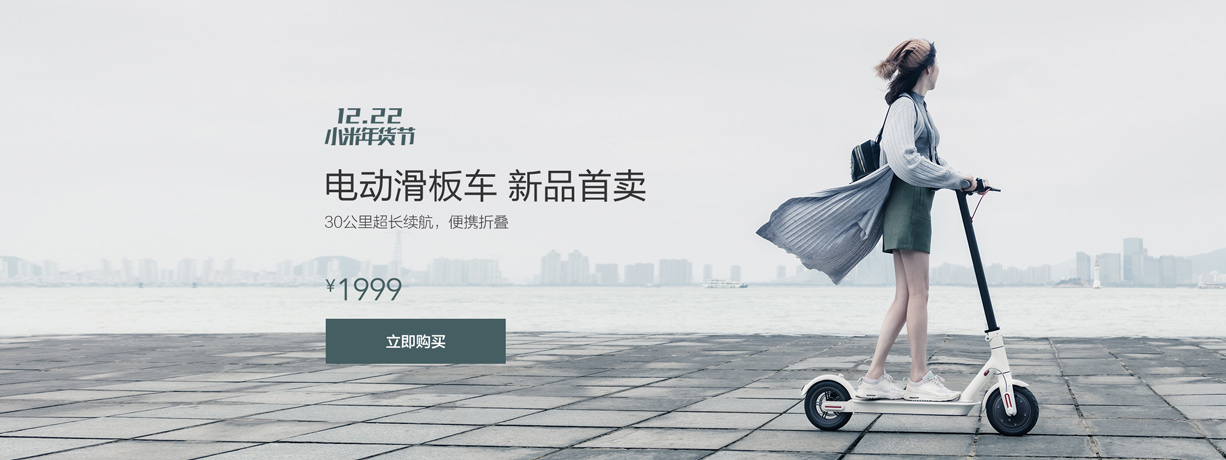 12.22
小米年货节
电动滑板车 新品首卖
30公里超长续航，便携折叠
¥1999
立即购买